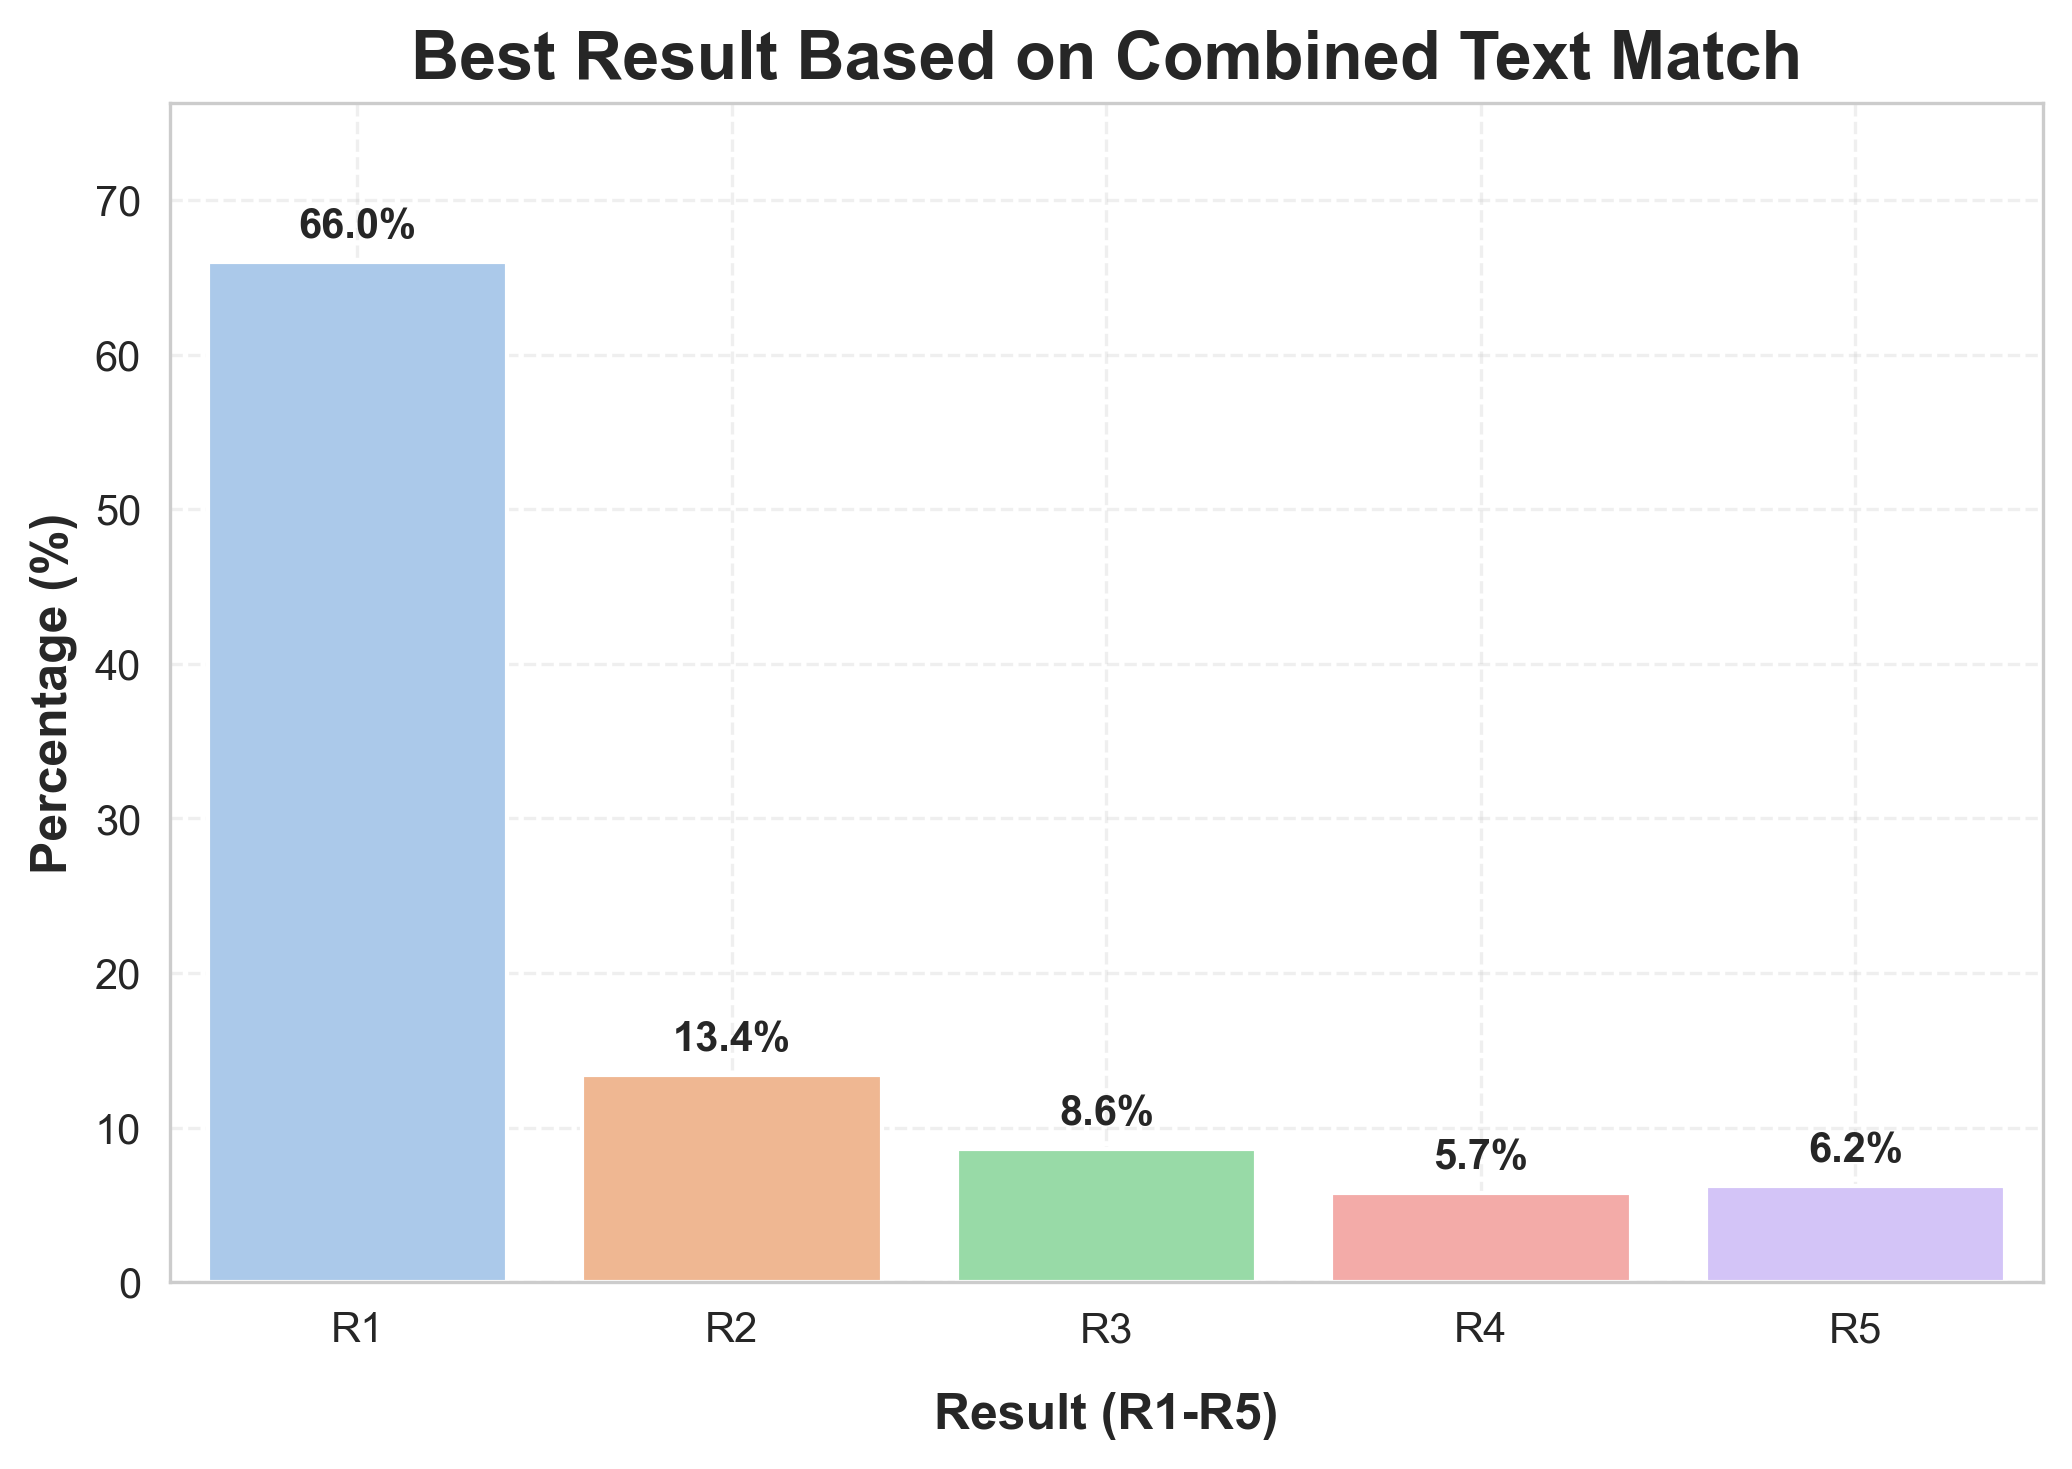 Best Result Based on Combined Text Match
Percentage (%)
70
60
50
40
30
20
10
0
66.0%
13.4%
8.6%
5.7%
6.2%
R1
R2
R3
R4
R5
Result (R1-R5)